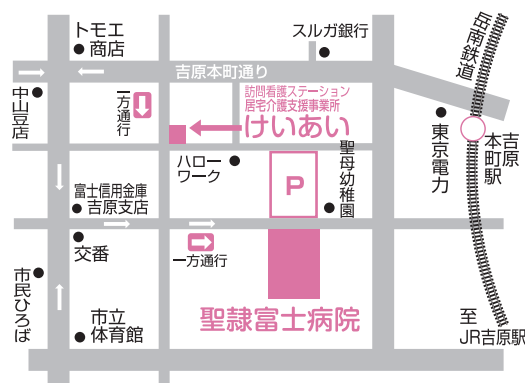 トモエ
商店
スルガ銀行
岳南鉄道
吉原本町通り
中山豆店
一方通行
訪問看護ステーション
居宅介護支援事業所
けいあい
東京電力
吉原
本町駅
ハロー
ワーク
P
聖母幼稚園
富士信用金庫
吉原支店
交番
一方通行
市民ひろば
市立
体育館
聖隷富士病院
至
JR吉原駅